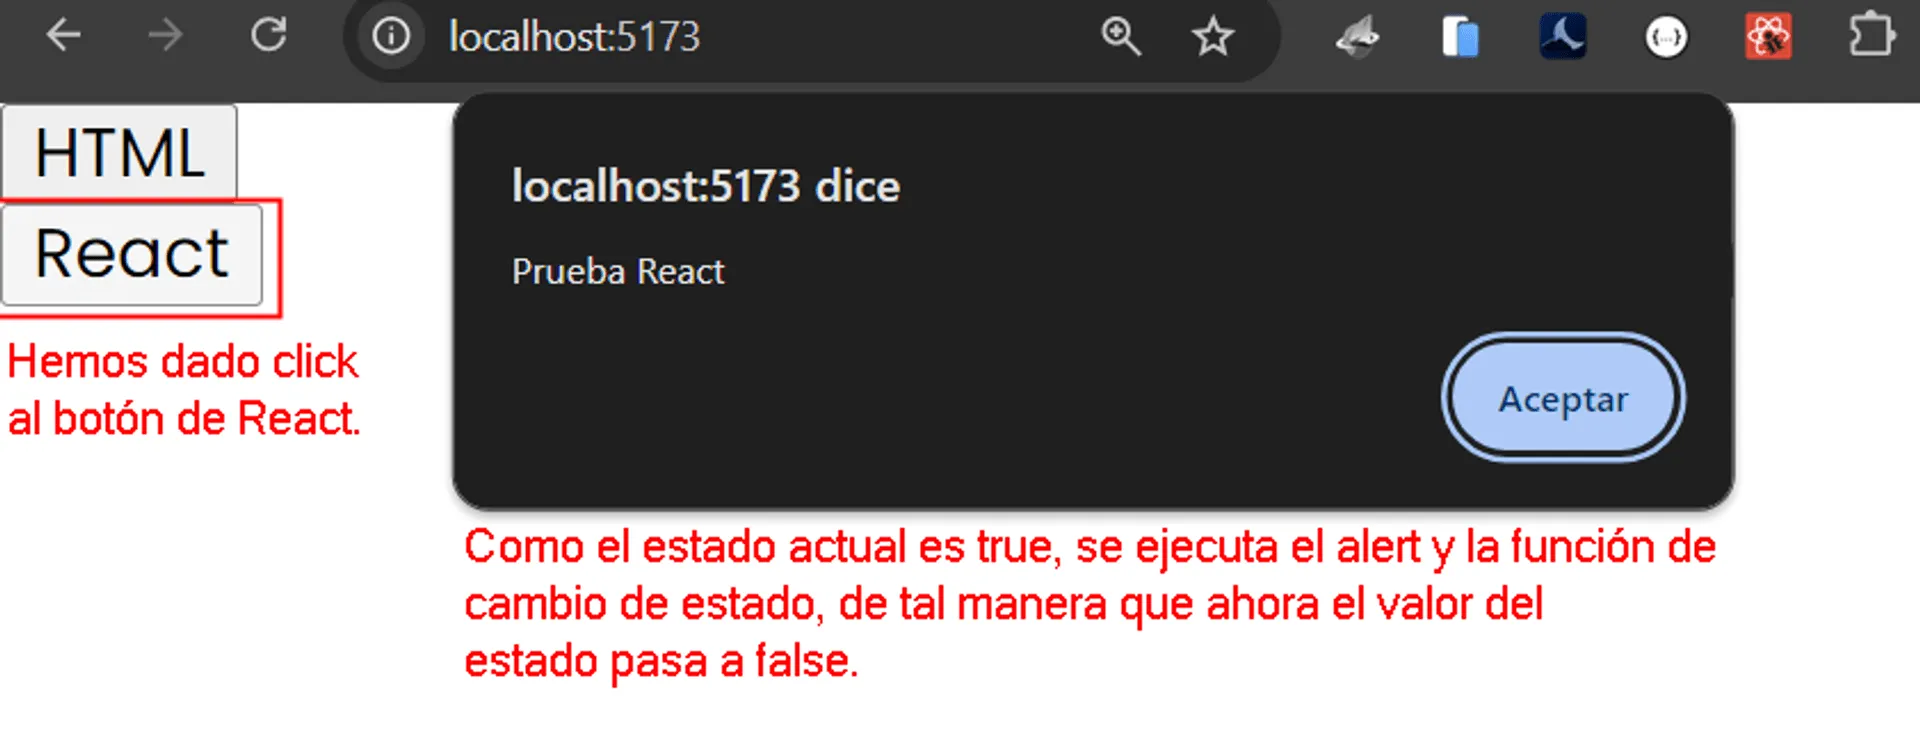 localhost:5173
HTML
React
localhost:5173 dice
Prueba React
Aceptar
Hemos dado click
al botón de React.
Como el estado actual es true, se ejecuta el alert y la función de
cambio de estado, de tal manera que ahora el valor del
estado pasa a false.